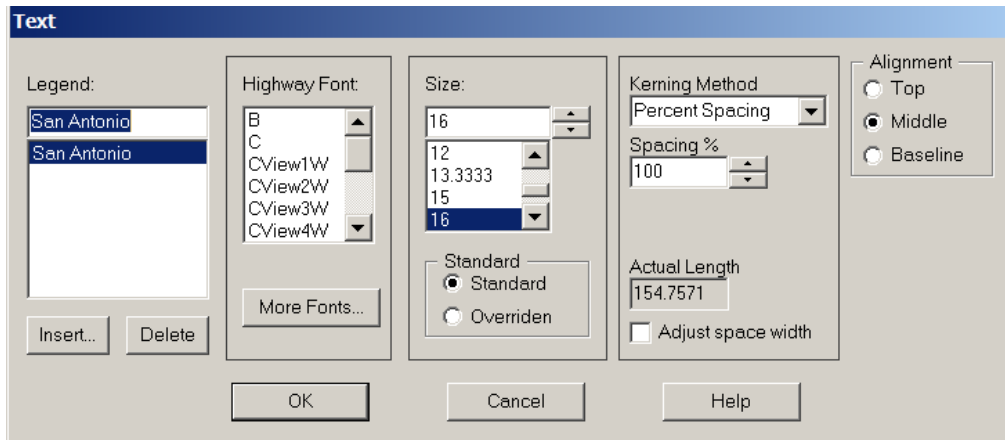 Text
Legend:
San Antonio
San Antonio
Insert...
Delete
Highway Font:
B
C
CView1W
CView2W
CView3W
CView4W
More Fonts...
Size:
16
12
13.3333
15
16
Standard
Standard
Overriden
Kerning Method
Percent Spacing
Spacing %
100
Actual Length
154.7571
Adjust space width
Alignment
Top
Middle
Baseline
OK
Cancel
Help